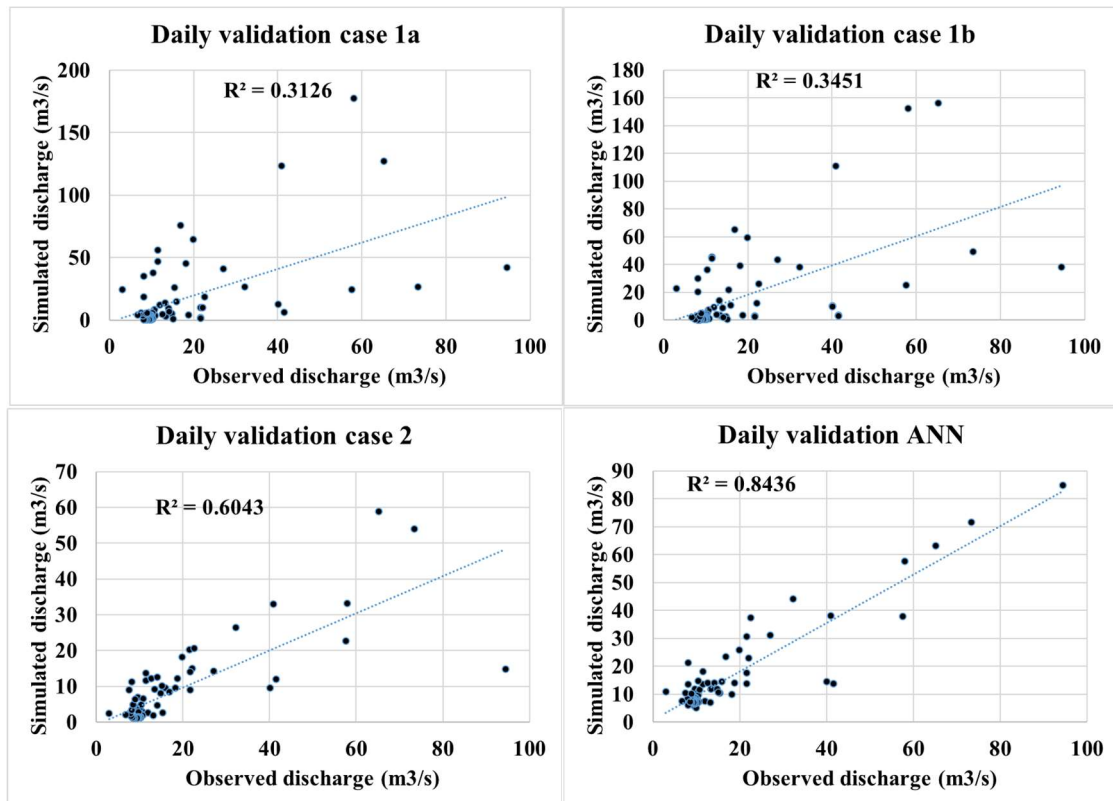 Daily validation case 1a
R² = 0.3126
Simulated discharge (m3/s)
200
150
100
50
0
0 20 40 60 80 100
Observed discharge (m3/s)
Daily validation case 1b
R² = 0.3451
Simulated discharge (m3/s)
180
160
140
120
100
80
60
40
20
0
0 20 40 60 80 100
Observed discharge (m3/s)
Daily validation case 2
R² = 0.6043
Simulated discharge (m3/s)
70
60
50
40
30
20
10
0
0 20 40 60 80 100
Observed discharge (m3/s)
Daily validation ANN
R² = 0.8436
Simulated discharge (m3/s)
90
80
70
60
50
40
30
20
10
0
0 20 40 60 80 100
Observed discharge (m3/s)